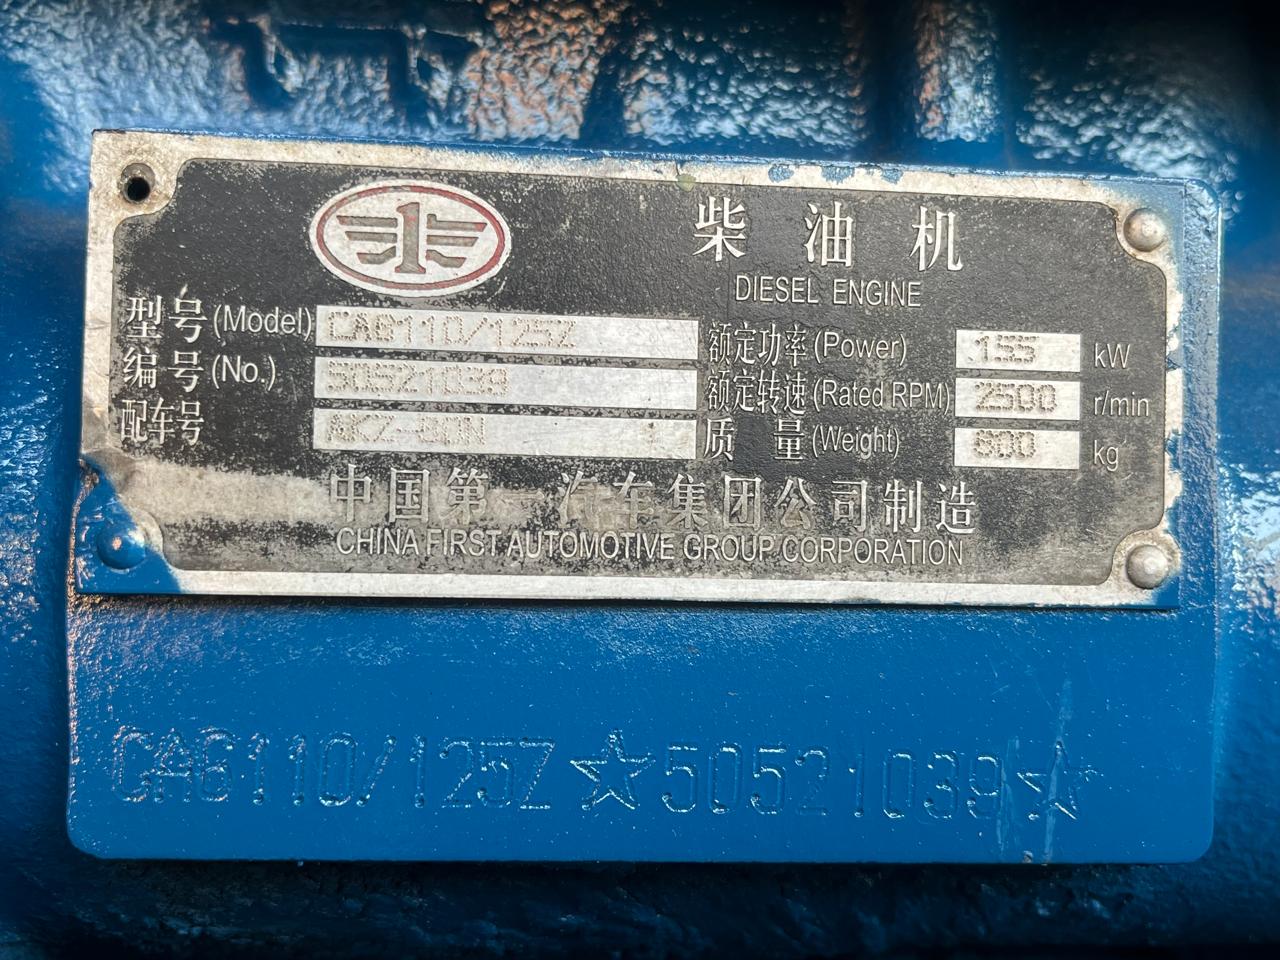 柴油机
DIESEL ENGINE
型号(Model) CA6110/125Z
编号(No.) 50521039
配车号
额定功率(Power) 155 kW
额定转速(Rated RPM) 2500 r/min
质量(Weight) 600 kg
中国第一汽车集团公司制造
CHINA FIRST AUTOMOTIVE GROUP CORPORATION
CA6110/125Z☆50521039☆